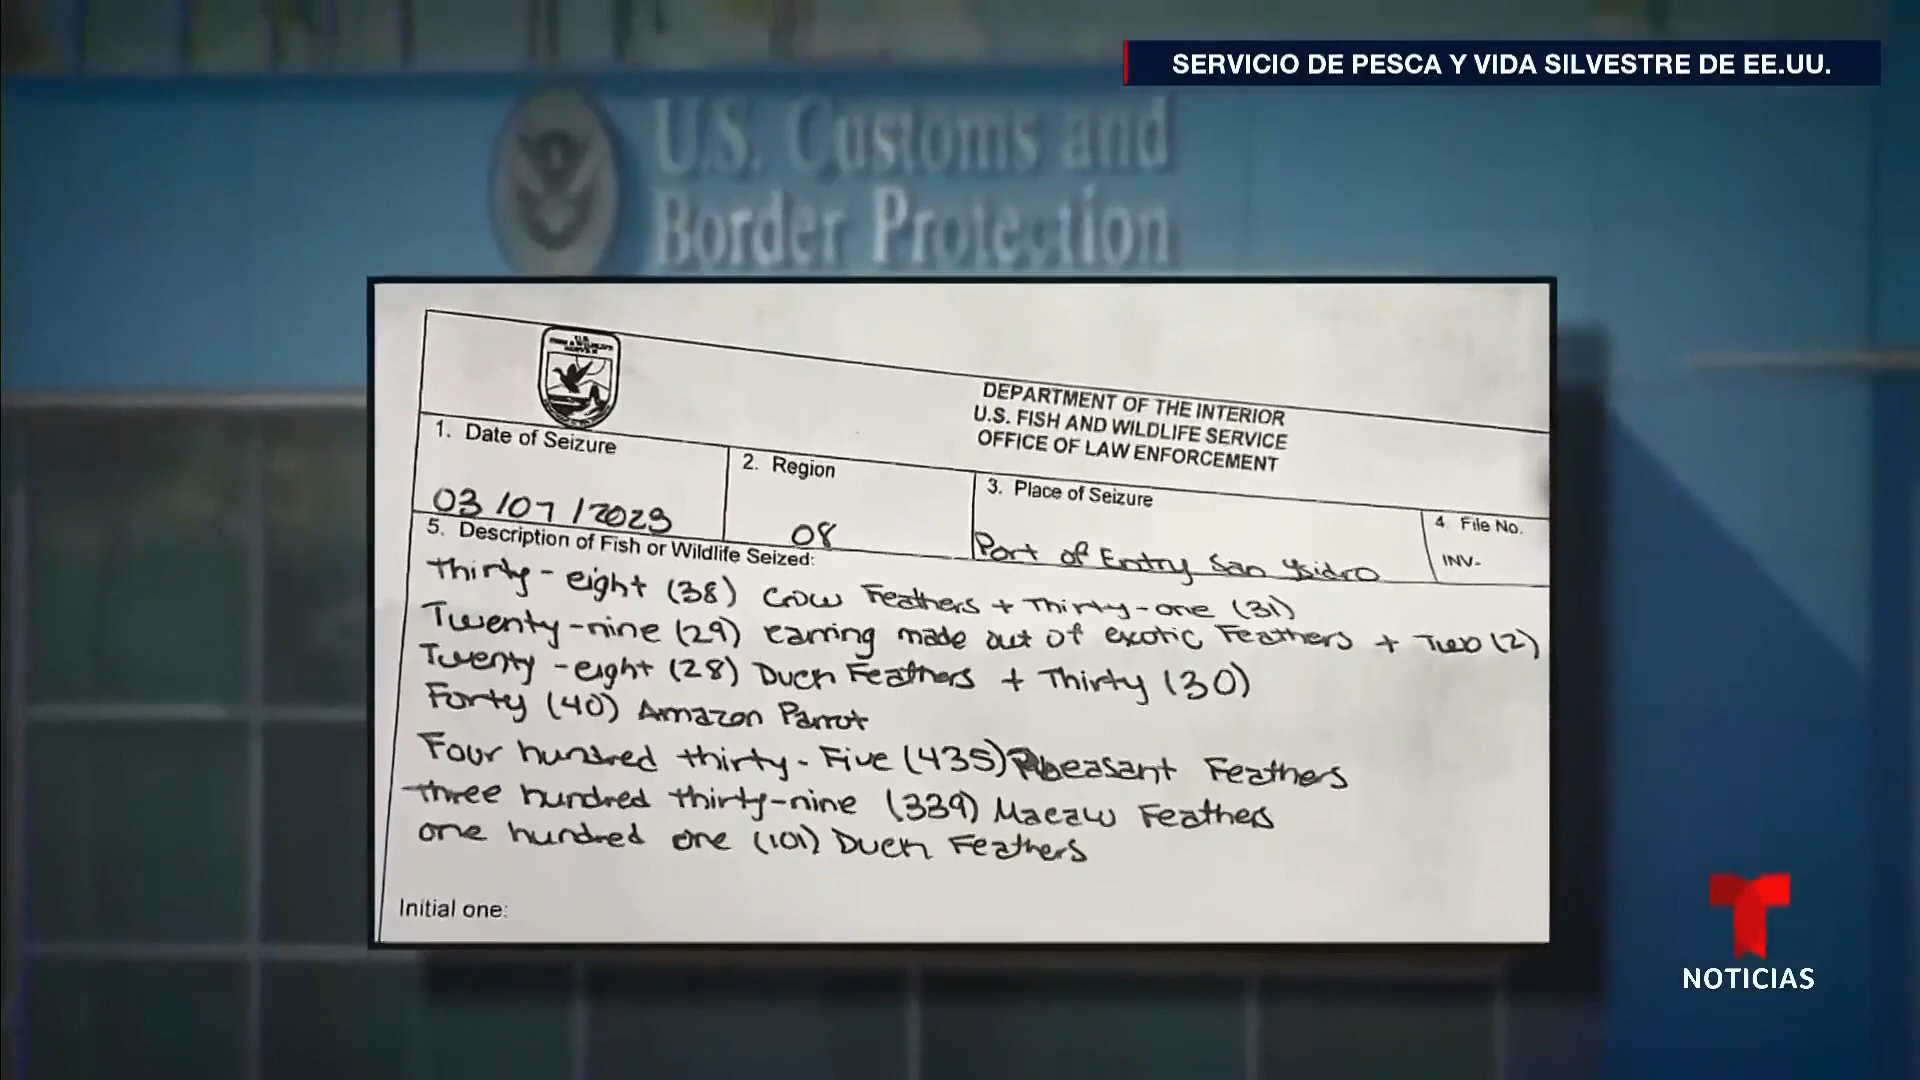 SERVICIO DE PESCA Y VIDA SILVESTRE DE EE.UU.
U.S. Customs and
Border Protection
U.S.
FISH & WILDLIFE
SERVICE
DEPARTMENT OF THE INTERIOR
U.S. FISH AND WILDLIFE SERVICE
OFFICE OF LAW ENFORCEMENT
1. Date of Seizure
03/07/2023
2. Region
08
3. Place of Seizure
Port of Entry San Ysidro
4. File No.
INV-
5. Description of Fish or Wildlife Seized:
Thirty-eight (38) Crow Feathers + Thirty-one (31)
Twenty-nine (29) earring made out of exotic Feathers + Two (2)
Twenty-eight (28) Duck Feathers + Thirty (30)
Forty (40) Amazon Parrot
Four hundred thirty-Five (435) Pheasant Feathers
three hundred thirty-nine (339) Macaw Feathers
one hundred one (101) Duck Feathers
Initial one:
NOTICIAS